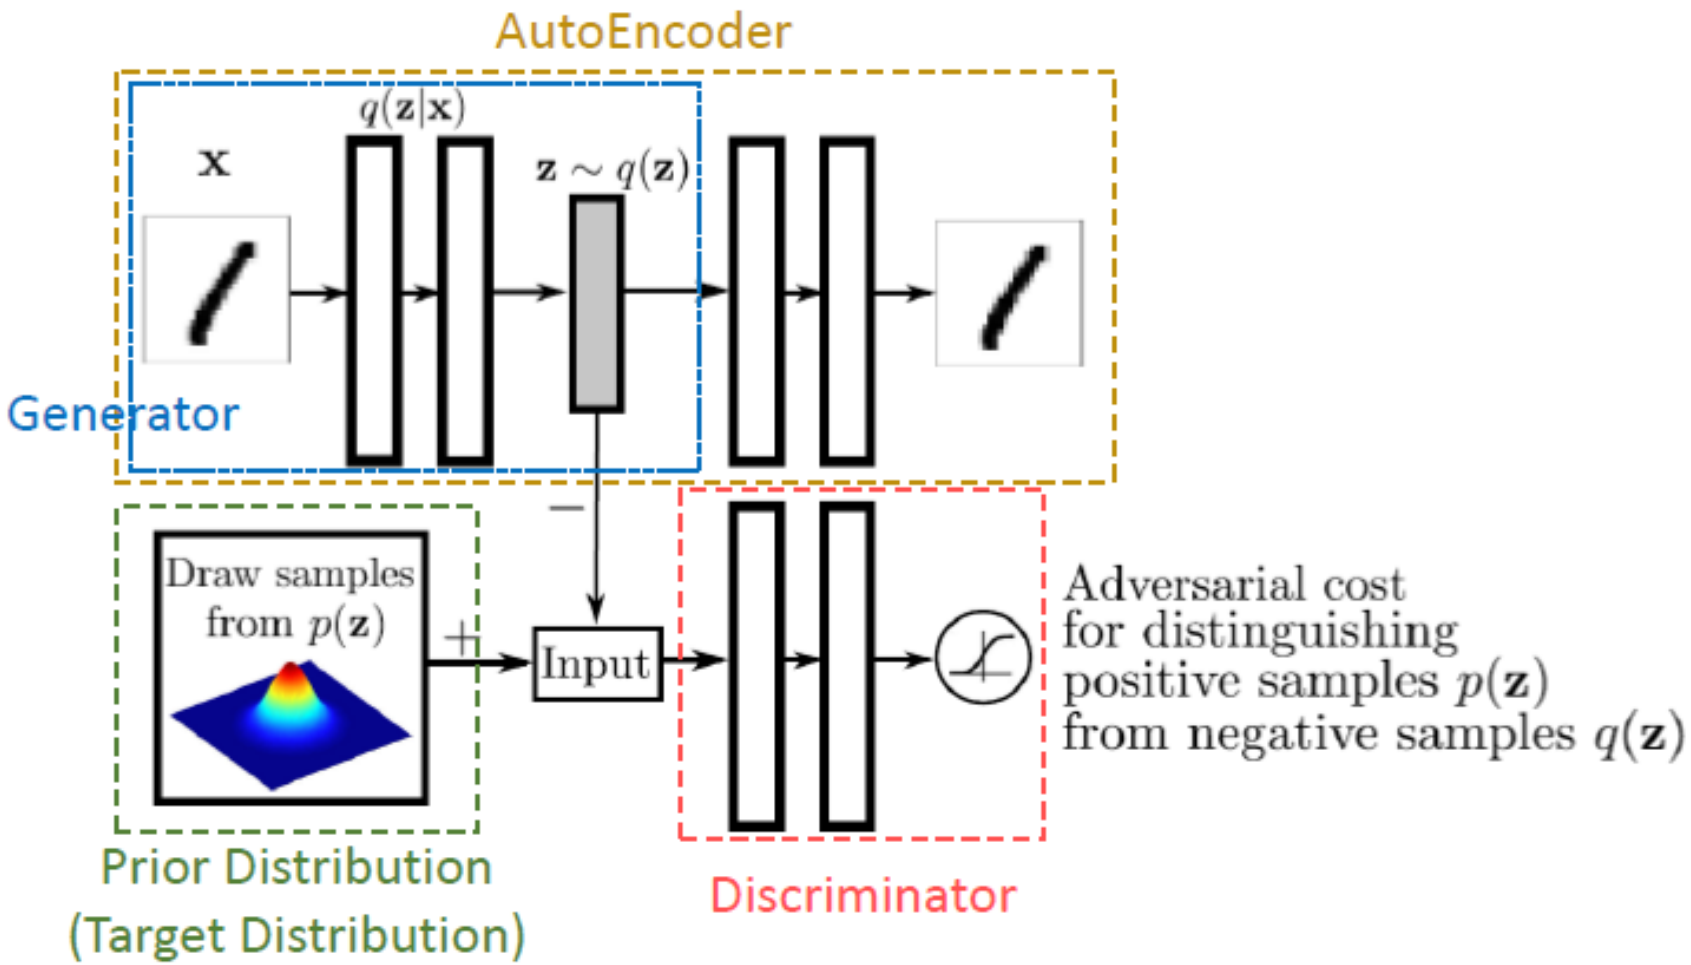 AutoEncoder
q(z|x)
x
z ∼ q(z)
Generator
−
Draw samples
from p(z)
+
Input
Adversarial cost
for distinguishing
positive samples p(z)
from negative samples q(z)
Prior Distribution
(Target Distribution)
Discriminator